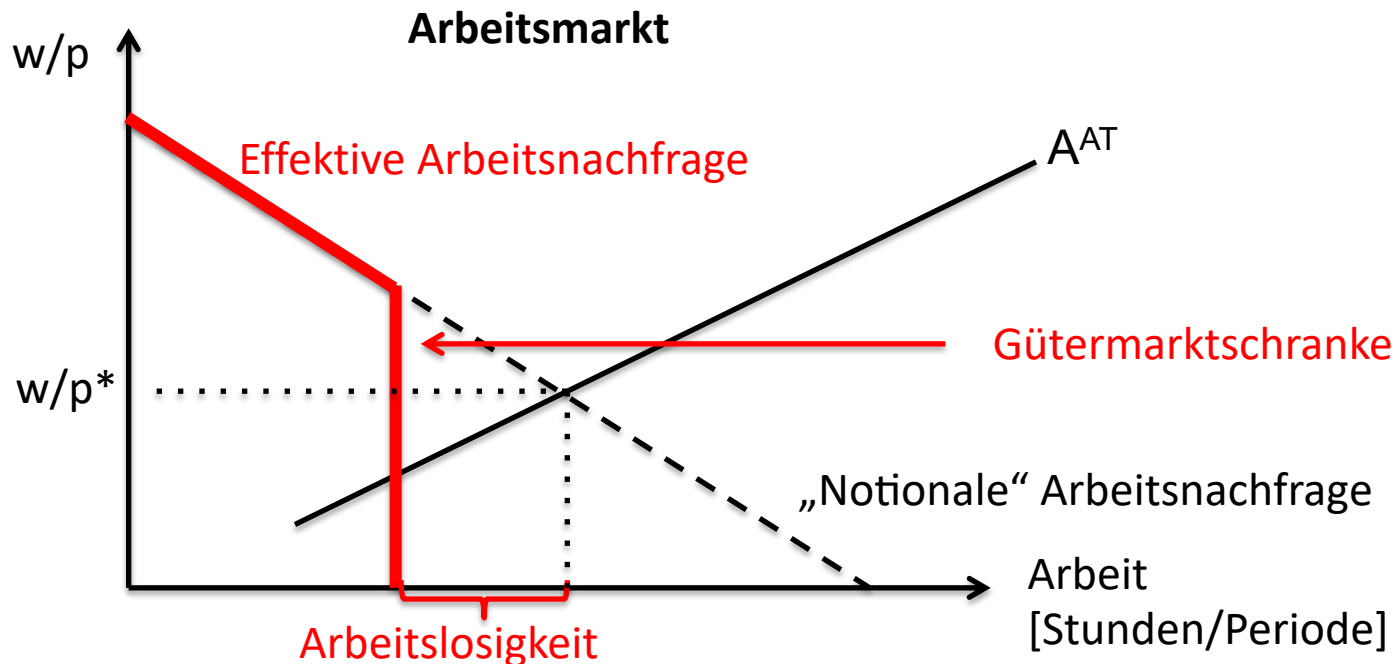 Arbeitsmarkt
w/p
Effektive Arbeitsnachfrage
A^AT
Gütermarktschranke
w/p*
„Notionale“ Arbeitsnachfrage
Arbeit
[Stunden/Periode]
Arbeitslosigkeit